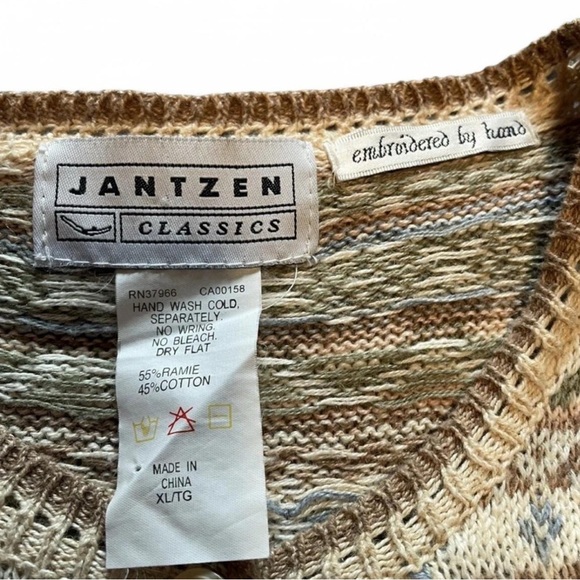 JANTZEN
CLASSICS
embroidered by hand
RN37966 CA00158
HAND WASH COLD,
SEPARATELY.
NO WRING.
NO BLEACH.
DRY FLAT
55%RAMIE
45%COTTON
MADE IN
CHINA
XL/TG